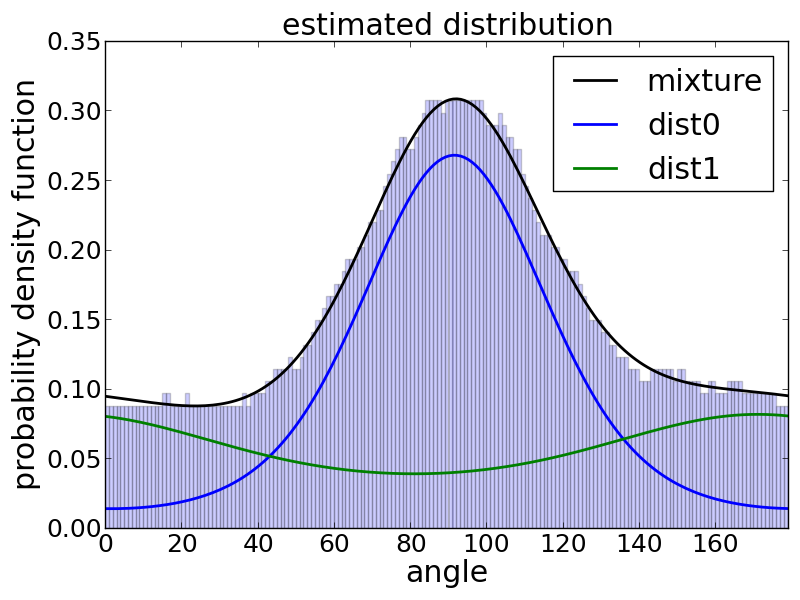 estimated distribution
probability density function
0.35
0.30
0.25
0.20
0.15
0.10
0.05
0.00
mixture
dist0
dist1
0 20 40 60 80 100 120 140 160
angle